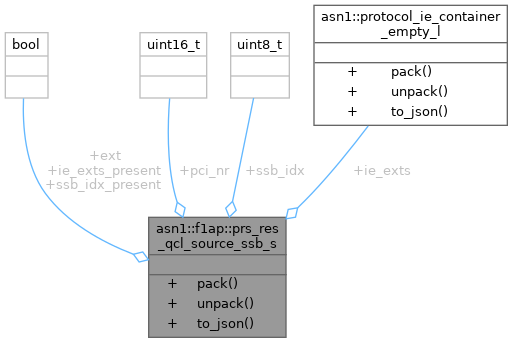 asn1::protocol_ie_container
_empty_l
bool
uint16_t
uint8_t
+ pack()
+ unpack()
+ to_json()
+ext
+ie_exts_present
+ssb_idx_present
+pci_nr
+ssb_idx
+ie_exts
asn1::f1ap::prs_res
_qcl_source_ssb_s
+ pack()
+ unpack()
+ to_json()